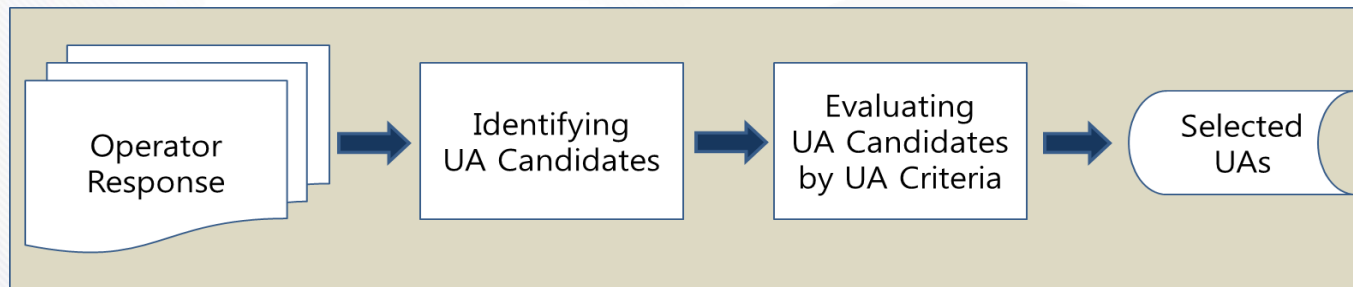 Operator
Response
Identifying
UA Candidates
Evaluating
UA Candidates
by UA Criteria
Selected
UAs